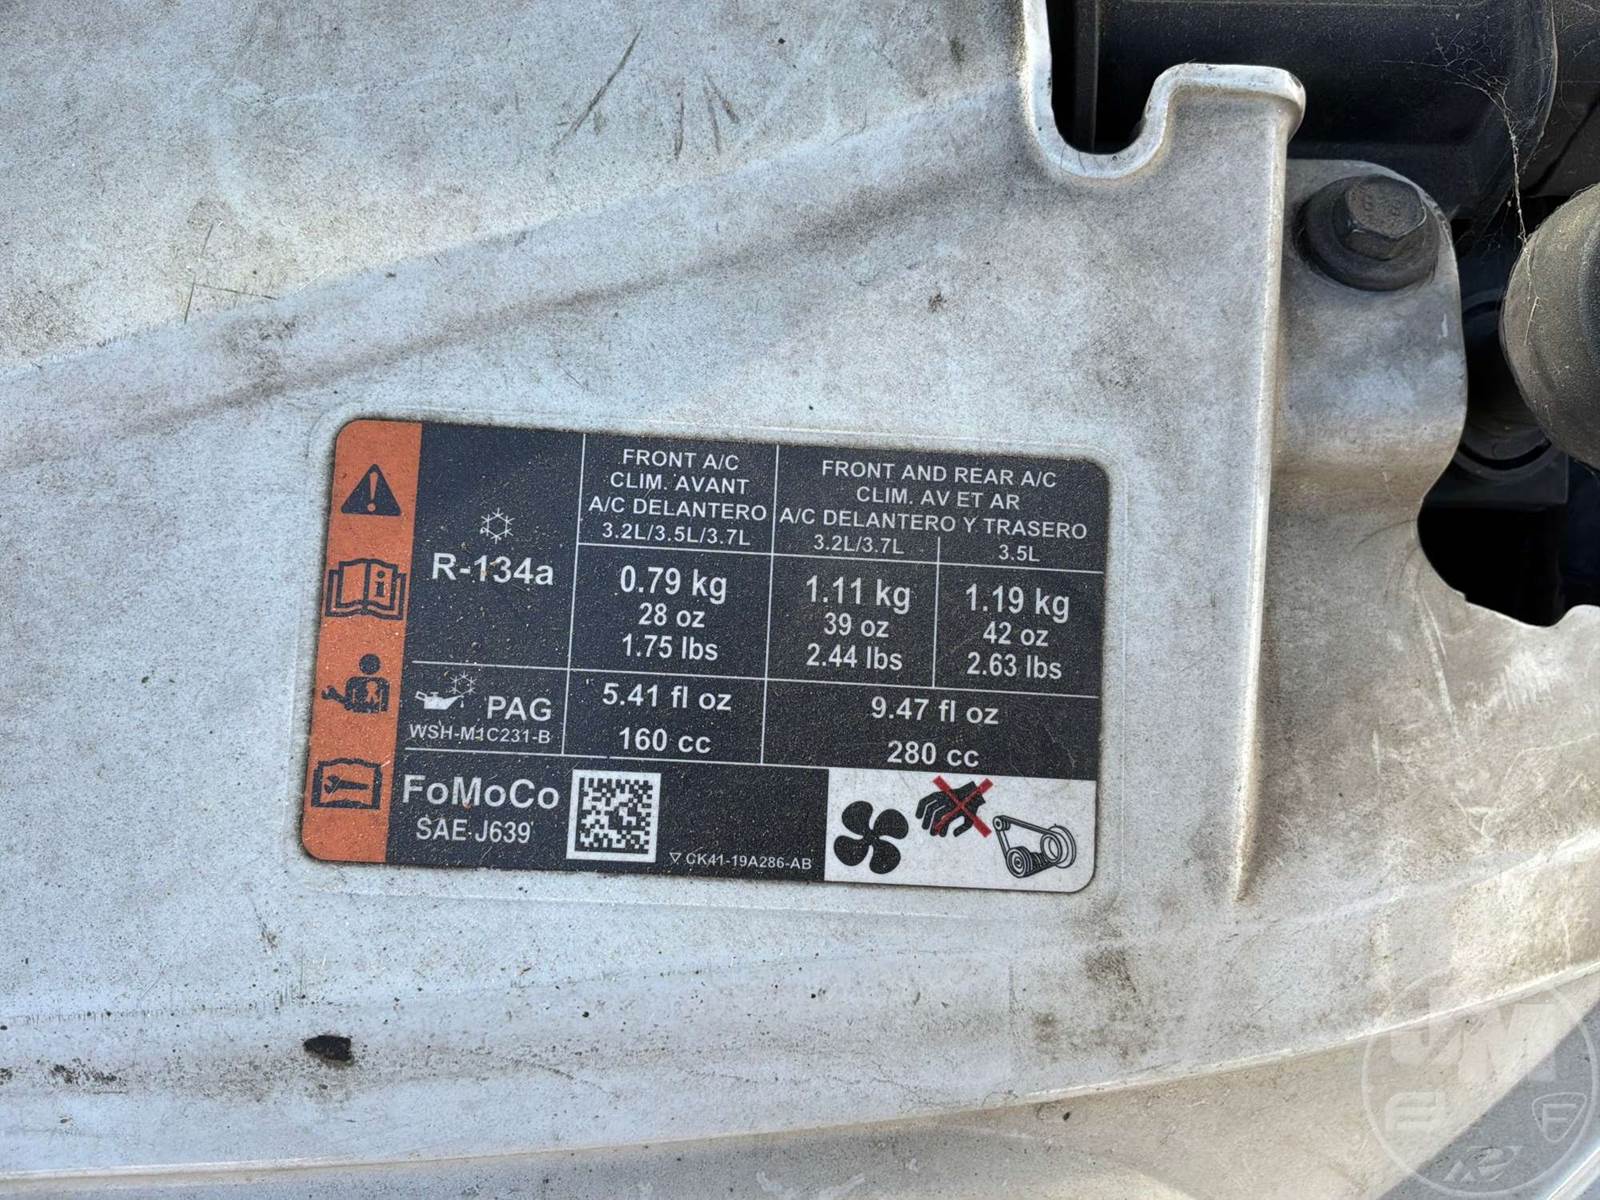 FRONT A/C
CLIM. AVANT
A/C DELANTERO
3.2L/3.5L/3.7L
FRONT AND REAR A/C
CLIM. AV ET AR
A/C DELANTERO Y TRASERO
3.2L/3.7L
3.5L
R-134a
0.79 kg
28 oz
1.75 lbs
1.11 kg
39 oz
2.44 lbs
1.19 kg
42 oz
2.63 lbs
PAG
WSH-M1C231-B
5.41 fl oz
160 cc
9.47 fl oz
280 cc
FoMoCo
SAE J639
CK41-19A286-AB